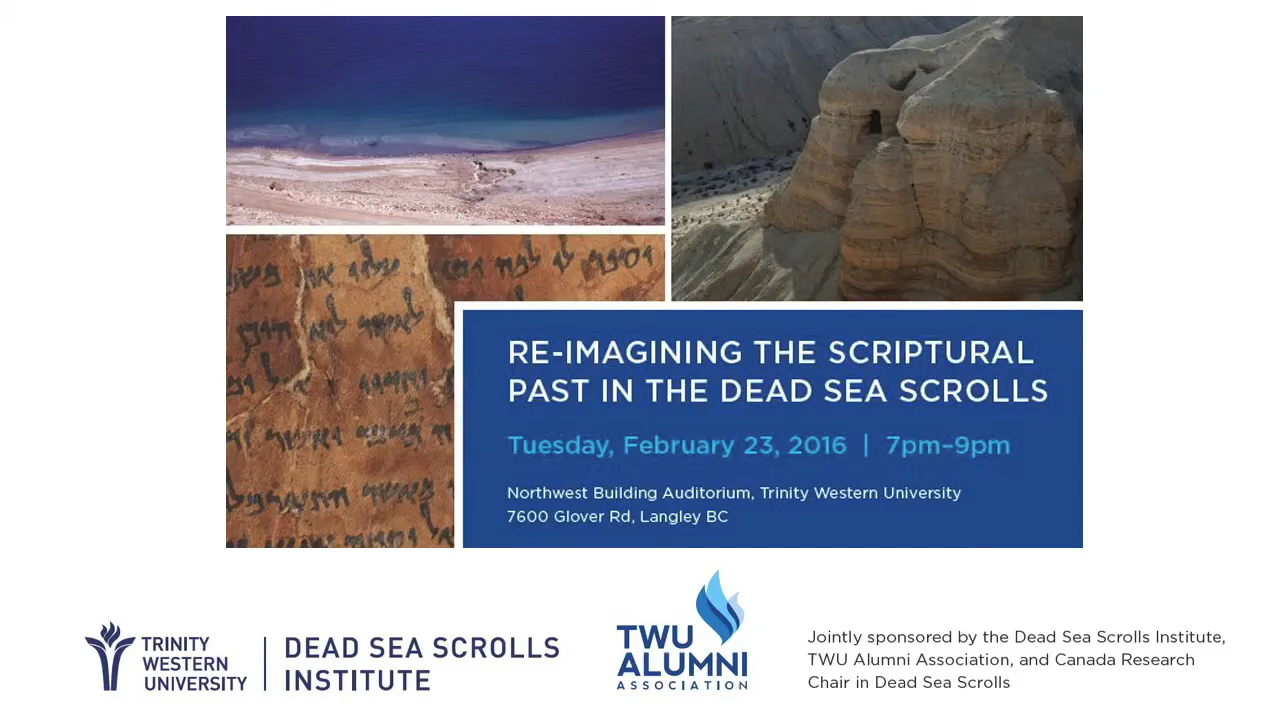 RE-IMAGINING THE SCRIPTURAL
PAST IN THE DEAD SEA SCROLLS
Tuesday, February 23, 2016 | 7pm–9pm
Northwest Building Auditorium, Trinity Western University
7600 Glover Rd, Langley BC
TRINITY
WESTERN
UNIVERSITY
DEAD SEA SCROLLS
INSTITUTE
TWU
ALUMNI
ASSOCIATION
Jointly sponsored by the Dead Sea Scrolls Institute,
TWU Alumni Association, and Canada Research
Chair in Dead Sea Scrolls